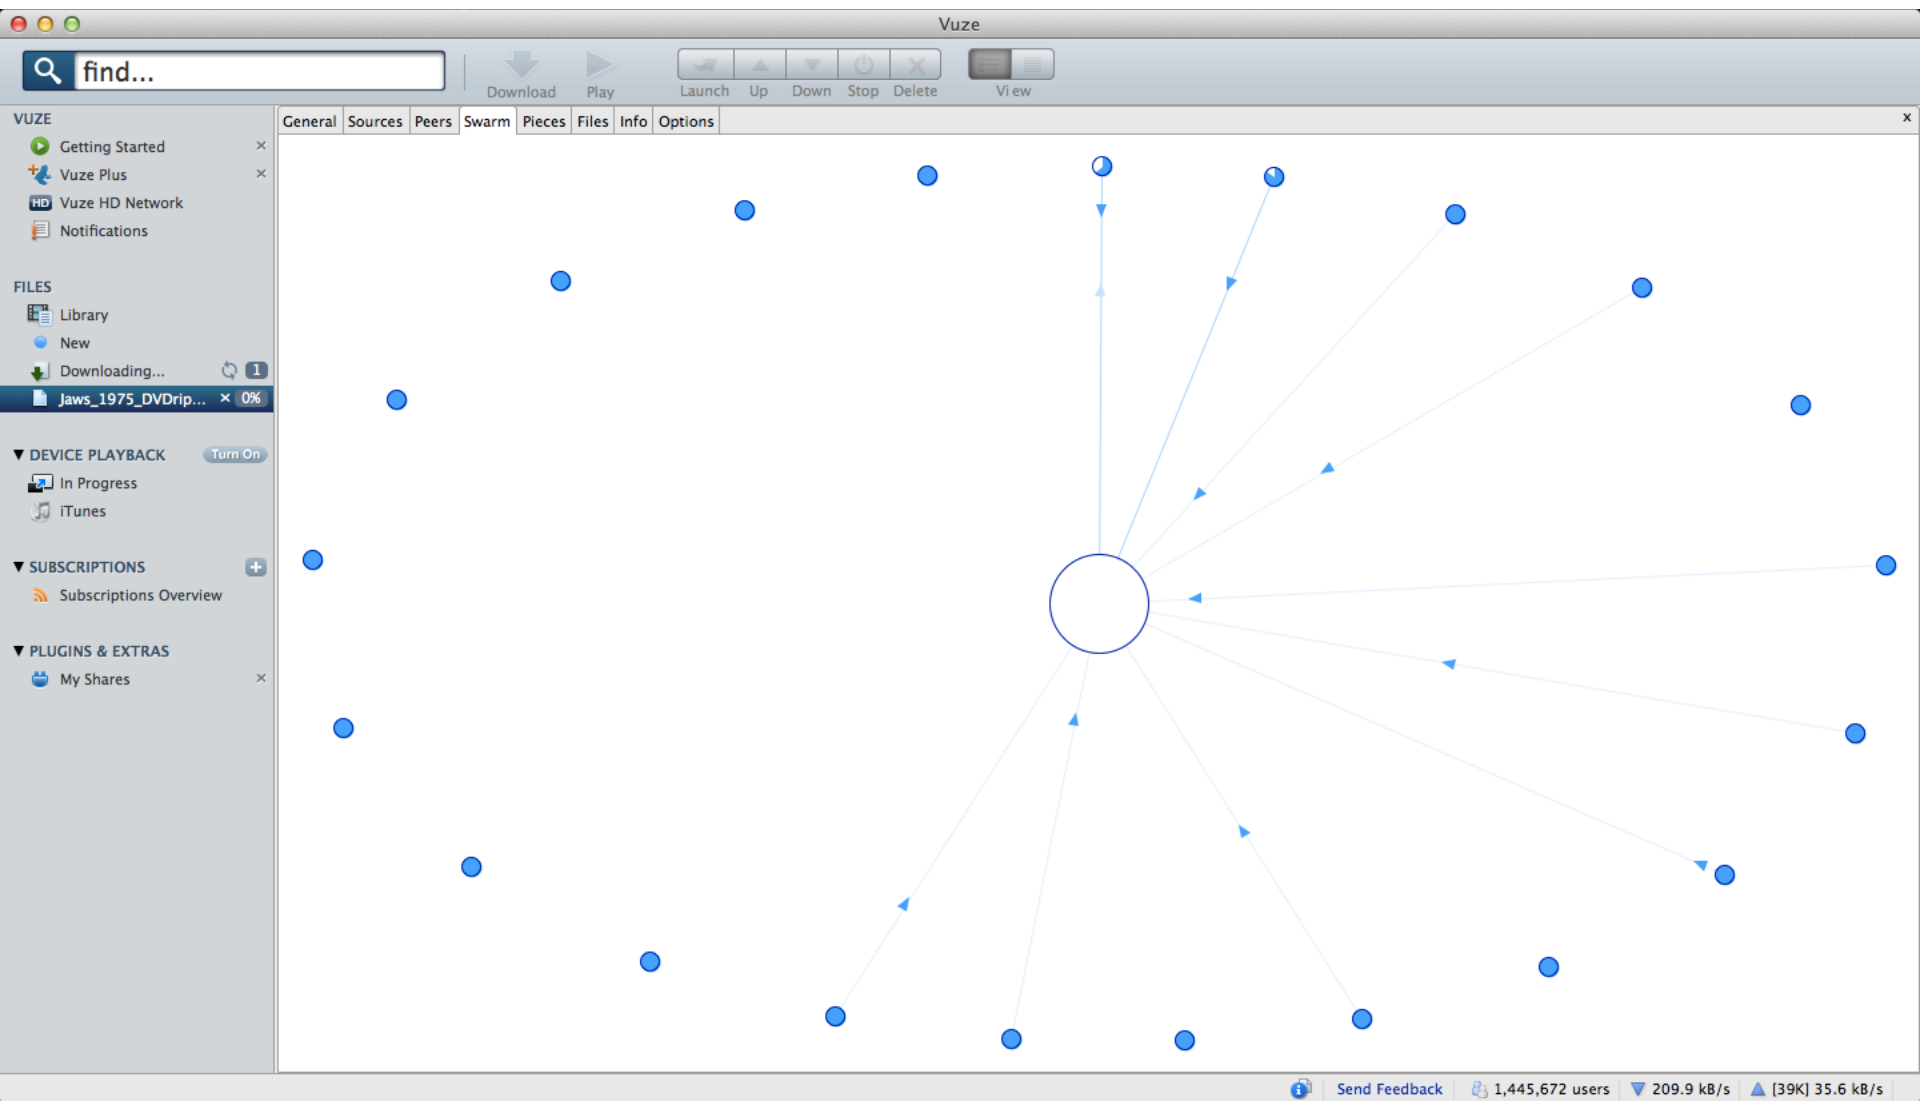 Vuze
find...
Download Play Launch Up Down Stop Delete View
VUZE
Getting Started
Vuze Plus
HD Vuze HD Network
Notifications
FILES
Library
New
Downloading... 1
Jaws_1975_DVDrip... × 0%
DEVICE PLAYBACK Turn On
In Progress
iTunes
SUBSCRIPTIONS
Subscriptions Overview
PLUGINS & EXTRAS
My Shares
General Sources Peers Swarm Pieces Files Info Options x
Send Feedback 1,445,672 users 209.9 kB/s [39K] 35.6 kB/s